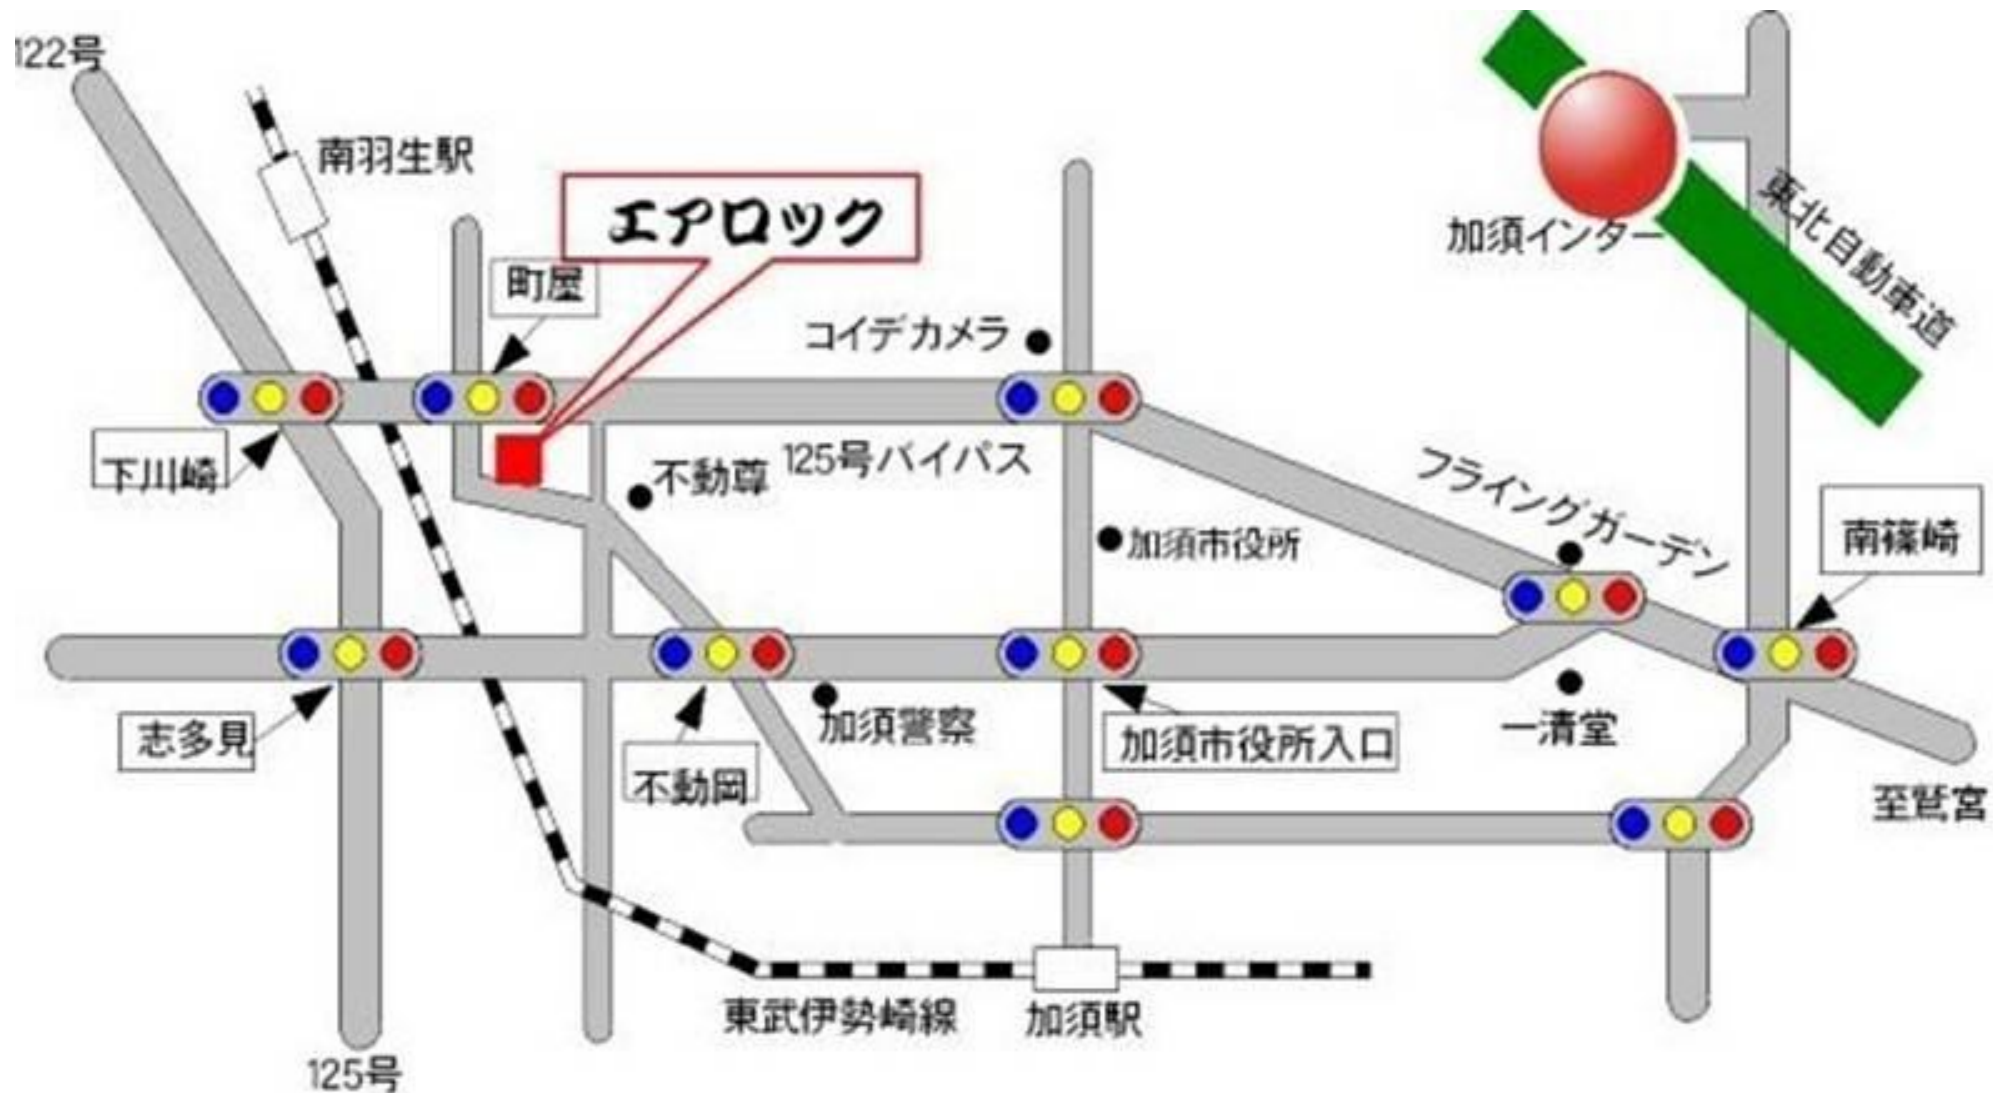 122号
南羽生駅
エアロック
町屋
コイデカメラ
加須インター
東北自動車道
下川崎
不動尊
125号バイパス
フライングガーデン
加須市役所
南篠崎
志多見
不動岡
加須警察
加須市役所入口
一清堂
至鷲宮
東武伊勢崎線
加須駅
125号